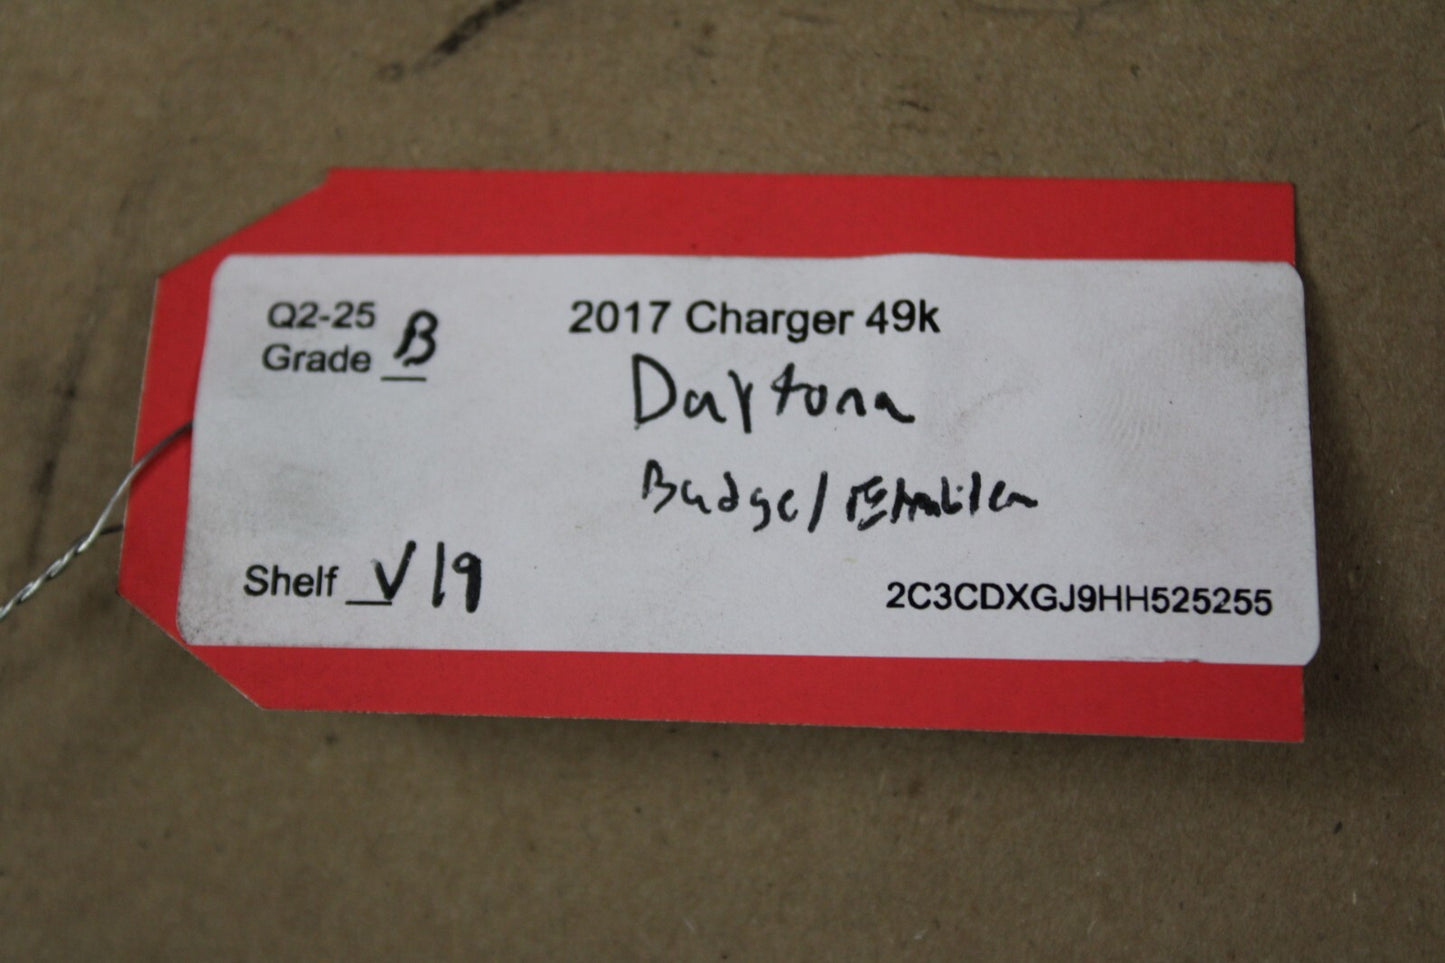 Q2-25
Grade B
2017 Charger 49k
Daytona
Badge/Emblem
Shelf V19
2C3CDXGJ9HH525255